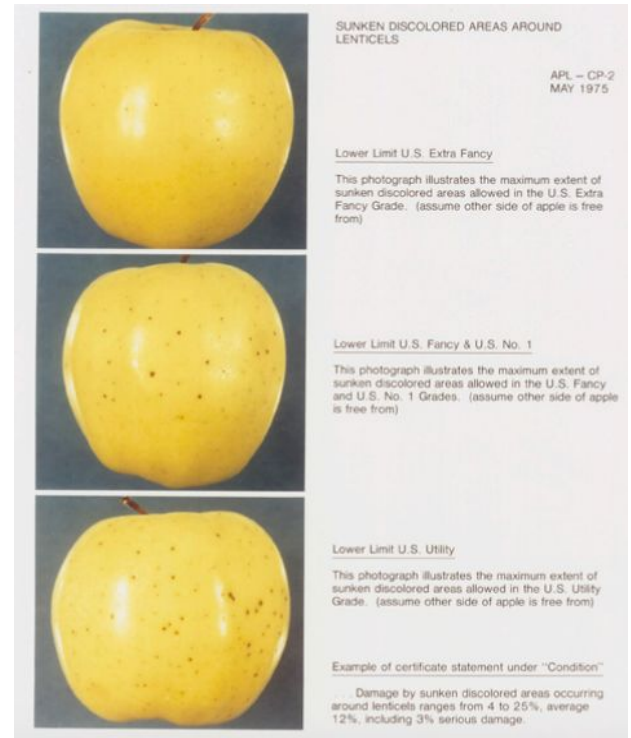 SUNKEN DISCOLORED AREAS AROUND
LENTICELS
APL – CP-2
MAY 1975
Lower Limit U.S. Extra Fancy
This photograph illustrates the maximum extent of
sunken discolored areas allowed in the U.S. Extra
Fancy Grade. (assume other side of apple is free
from)
Lower Limit U.S. Fancy & U.S. No. 1
This photograph illustrates the maximum extent of
sunken discolored areas allowed in the U.S. Fancy
and U.S. No. 1 Grades. (assume other side of apple
is free from)
Lower Limit U.S. Utility
This photograph illustrates the maximum extent of
sunken discolored areas allowed in the U.S. Utility
Grade. (assume other side of apple is free from)
Example of certificate statement under "Condition"
. . . Damage by sunken discolored areas occurring
around lenticels ranges from 4 to 25%, average
12%, including 3% serious damage.